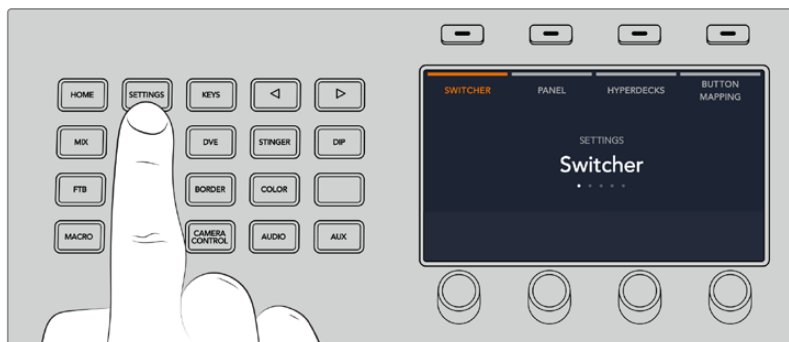 SWITCHER PANEL HYPERDECKS BUTTON MAPPING
HOME SETTINGS KEYS
SETTINGS
MIX DVE STINGER DIP
Switcher
FTB BORDER COLOR
MACRO CAMERA CONTROL AUDIO AUX